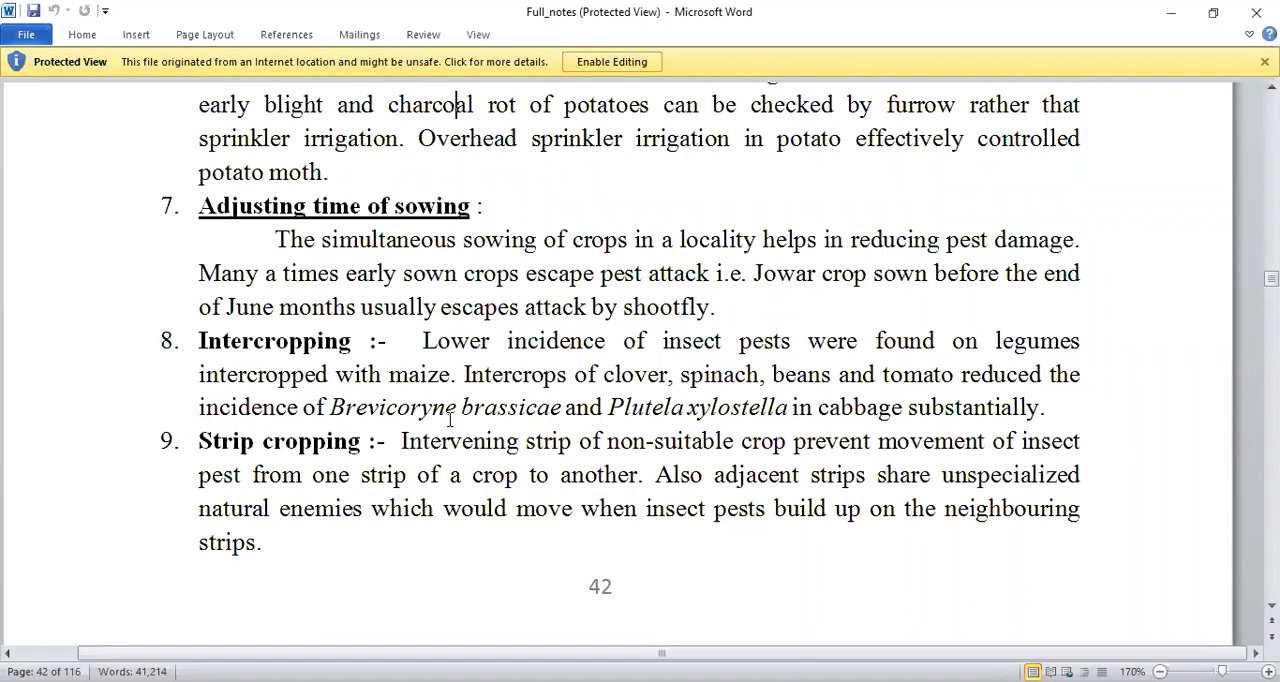 Full_notes (Protected View) - Microsoft Word
File Home Insert Page Layout References Mailings Review View
Protected View This file originated from an Internet location and might be unsafe. Click for more details. Enable Editing
early blight and charcoal rot of potatoes can be checked by furrow rather that
sprinkler irrigation. Overhead sprinkler irrigation in potato effectively controlled
potato moth.
7. Adjusting time of sowing :
The simultaneous sowing of crops in a locality helps in reducing pest damage.
Many a times early sown crops escape pest attack i.e. Jowar crop sown before the end
of June months usually escapes attack by shootfly.
8. Intercropping :- Lower incidence of insect pests were found on legumes
intercropped with maize. Intercrops of clover, spinach, beans and tomato reduced the
incidence of Brevicoryne brassicae and Plutela xylostella in cabbage substantially.
9. Strip cropping :- Intervening strip of non-suitable crop prevent movement of insect
pest from one strip of a crop to another. Also adjacent strips share unspecialized
natural enemies which would move when insect pests build up on the neighbouring
strips.
42
Page: 42 of 116 Words: 41,214 170%